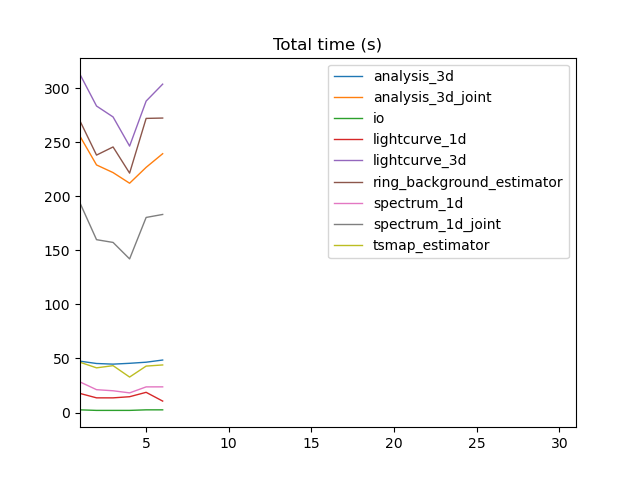 Total time (s)
300
250
200
150
100
50
0
5
10
15
20
25
30
analysis_3d
analysis_3d_joint
io
lightcurve_1d
lightcurve_3d
ring_background_estimator
spectrum_1d
spectrum_1d_joint
tsmap_estimator